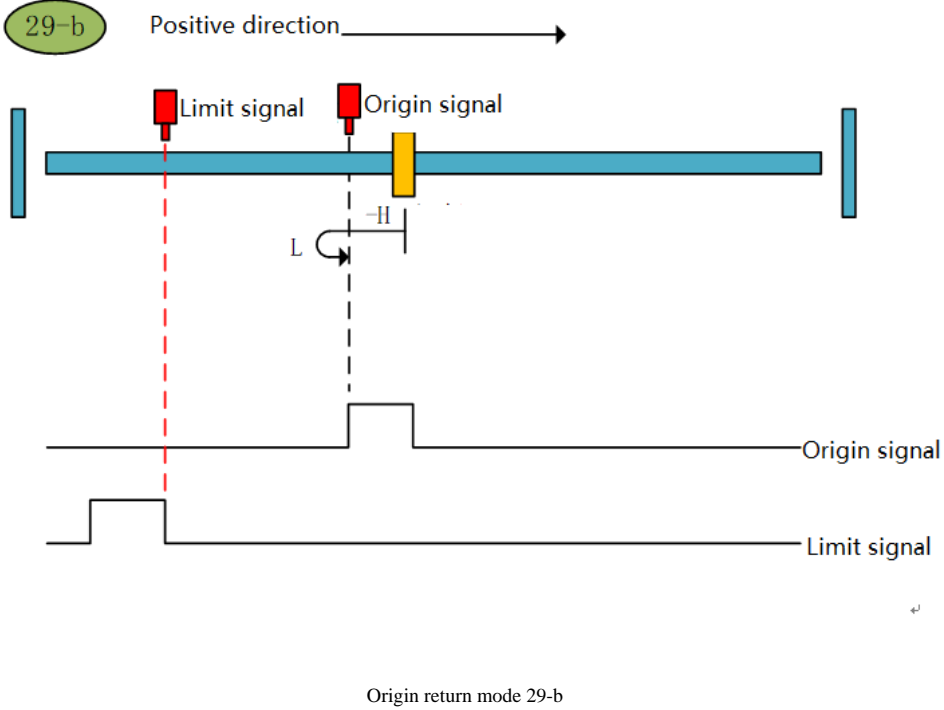 29-b
Positive direction
Limit signal
Origin signal
-H
L
Origin signal
Limit signal
Origin return mode 29-b